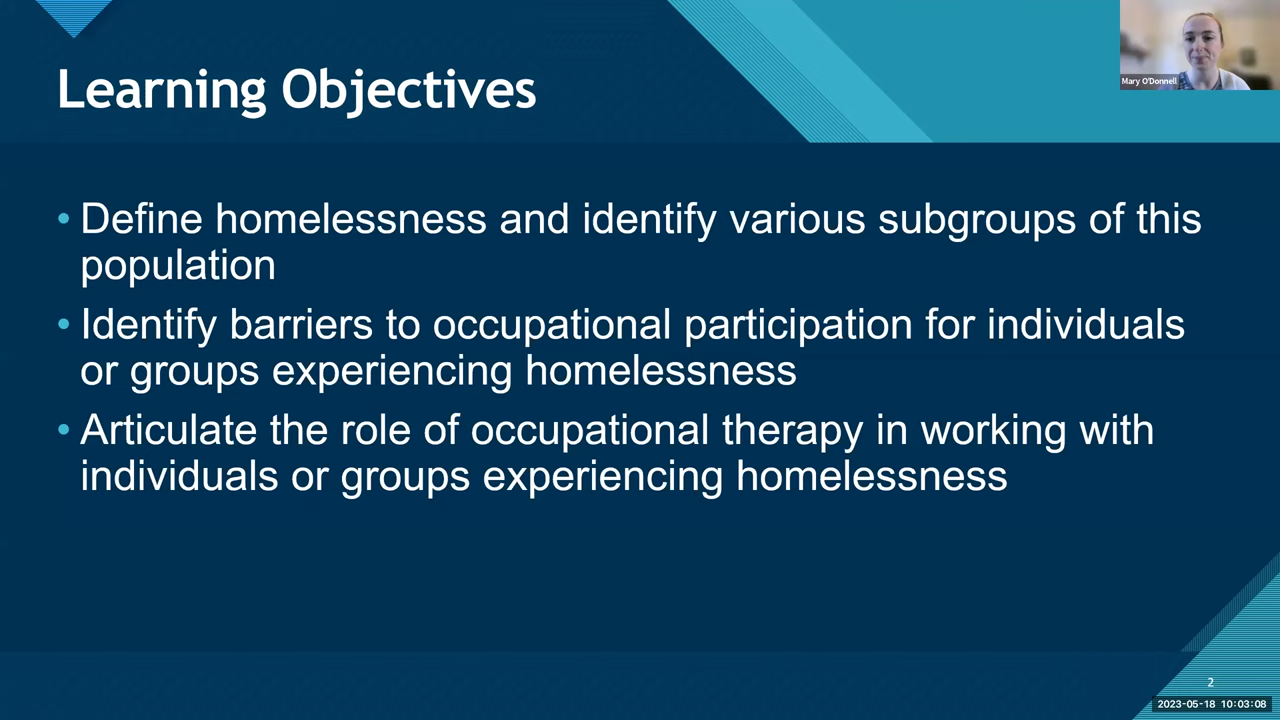 Learning Objectives
Mary O'Donnell
• Define homelessness and identify various subgroups of this
population
• Identify barriers to occupational participation for individuals
or groups experiencing homelessness
• Articulate the role of occupational therapy in working with
individuals or groups experiencing homelessness
2
2023-05-18 10:03:08